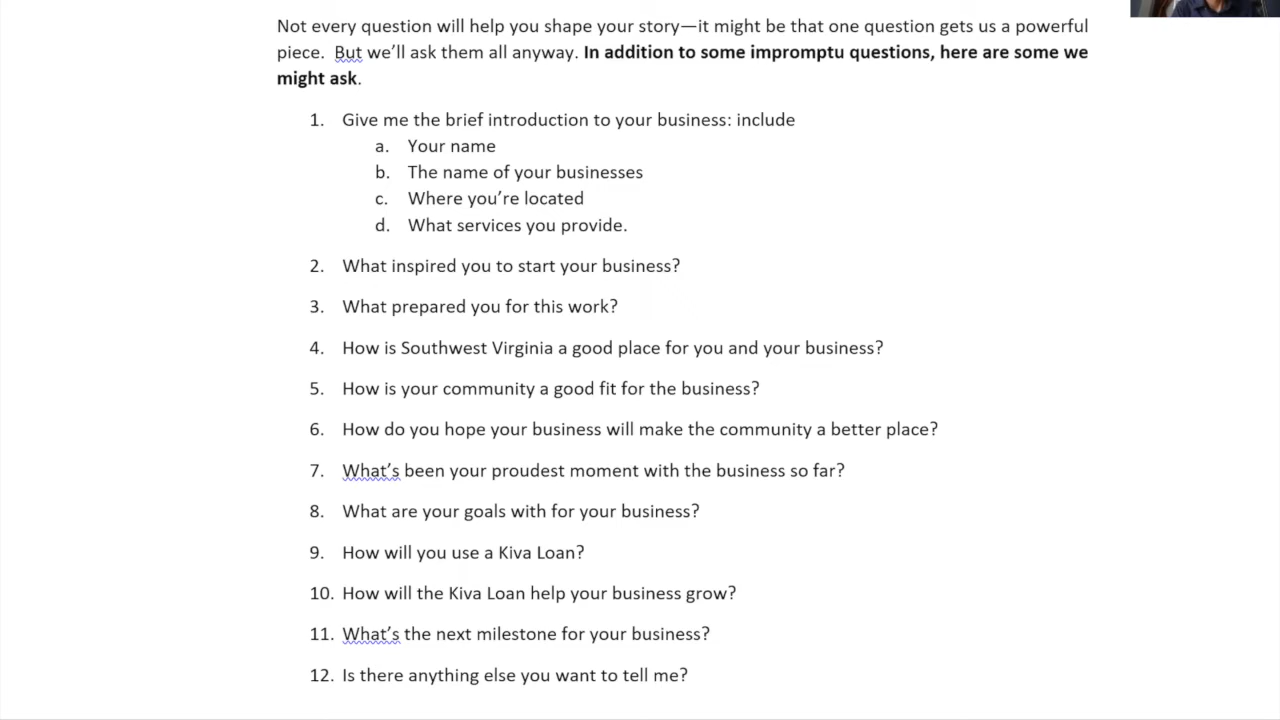 Not every question will help you shape your story—it might be that one question gets us a powerful
piece.  But we’ll ask them all anyway. In addition to some impromptu questions, here are some we
might ask.
1. Give me the brief introduction to your business: include
a. Your name
b. The name of your businesses
c. Where you’re located
d. What services you provide.
2. What inspired you to start your business?
3. What prepared you for this work?
4. How is Southwest Virginia a good place for you and your business?
5. How is your community a good fit for the business?
6. How do you hope your business will make the community a better place?
7. What’s been your proudest moment with the business so far?
8. What are your goals with for your business?
9. How will you use a Kiva Loan?
10. How will the Kiva Loan help your business grow?
11. What’s the next milestone for your business?
12. Is there anything else you want to tell me?